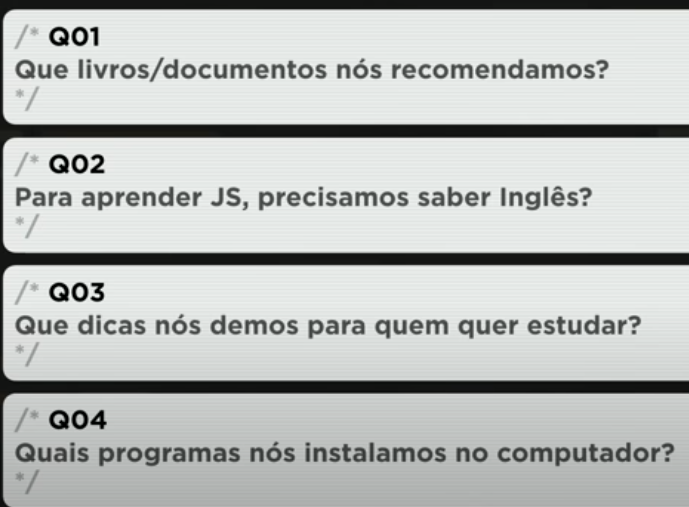 /* Q01
Que livros/documentos nós recomendamos?
*/
/* Q02
Para aprender JS, precisamos saber Inglês?
*/
/* Q03
Que dicas nós demos para quem quer estudar?
*/
/* Q04
Quais programas nós instalamos no computador?
*/